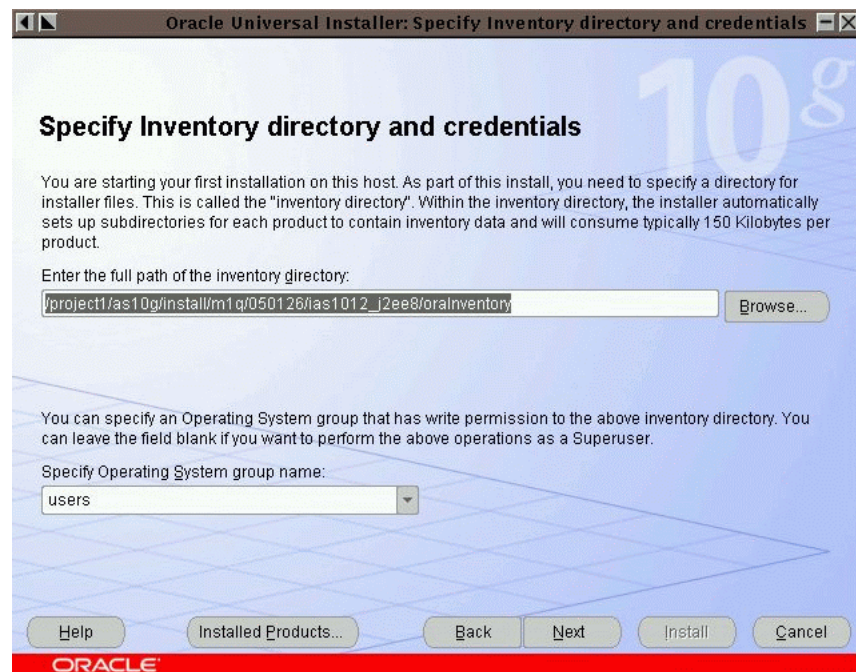 Oracle Universal Installer: Specify Inventory directory and credentials
10g
Specify Inventory directory and credentials
You are starting your first installation on this host. As part of this install, you need to specify a directory for
installer files. This is called the "inventory directory". Within the inventory directory, the installer automatically
sets up subdirectories for each product to contain inventory data and will consume typically 150 Kilobytes per
product.
Enter the full path of the inventory directory:
/project1/as10g/install/m1q/050126/ias1012_j2ee8/oraInventory
Browse...
You can specify an Operating System group that has write permission to the above inventory directory. You
can leave the field blank if you want to perform the above operations as a Superuser.
Specify Operating System group name:
users
Help Installed Products... Back Next Install Cancel
ORACLE